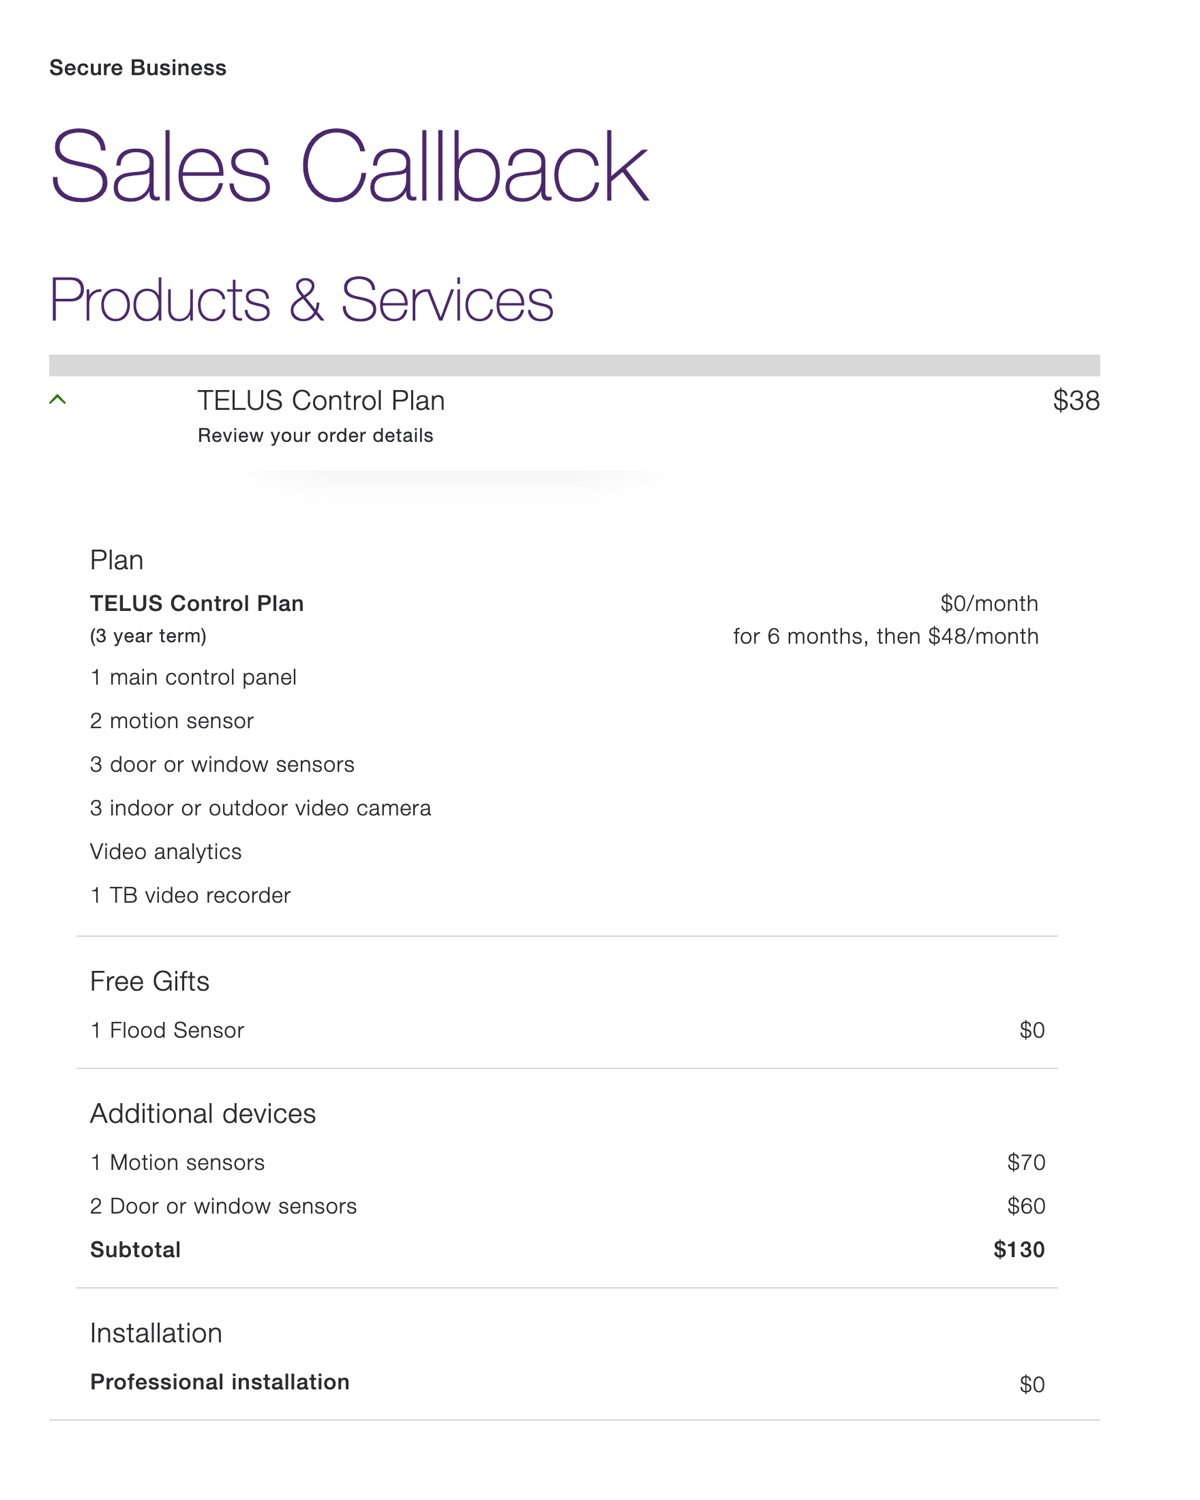 Secure Business
Sales Callback
Products & Services
TELUS Control Plan $38
Review your order details
Plan
TELUS Control Plan $0/month
(3 year term) for 6 months, then $48/month
1 main control panel
2 motion sensor
3 door or window sensors
3 indoor or outdoor video camera
Video analytics
1 TB video recorder
Free Gifts
1 Flood Sensor $0
Additional devices
1 Motion sensors $70
2 Door or window sensors $60
Subtotal $130
Installation
Professional installation $0